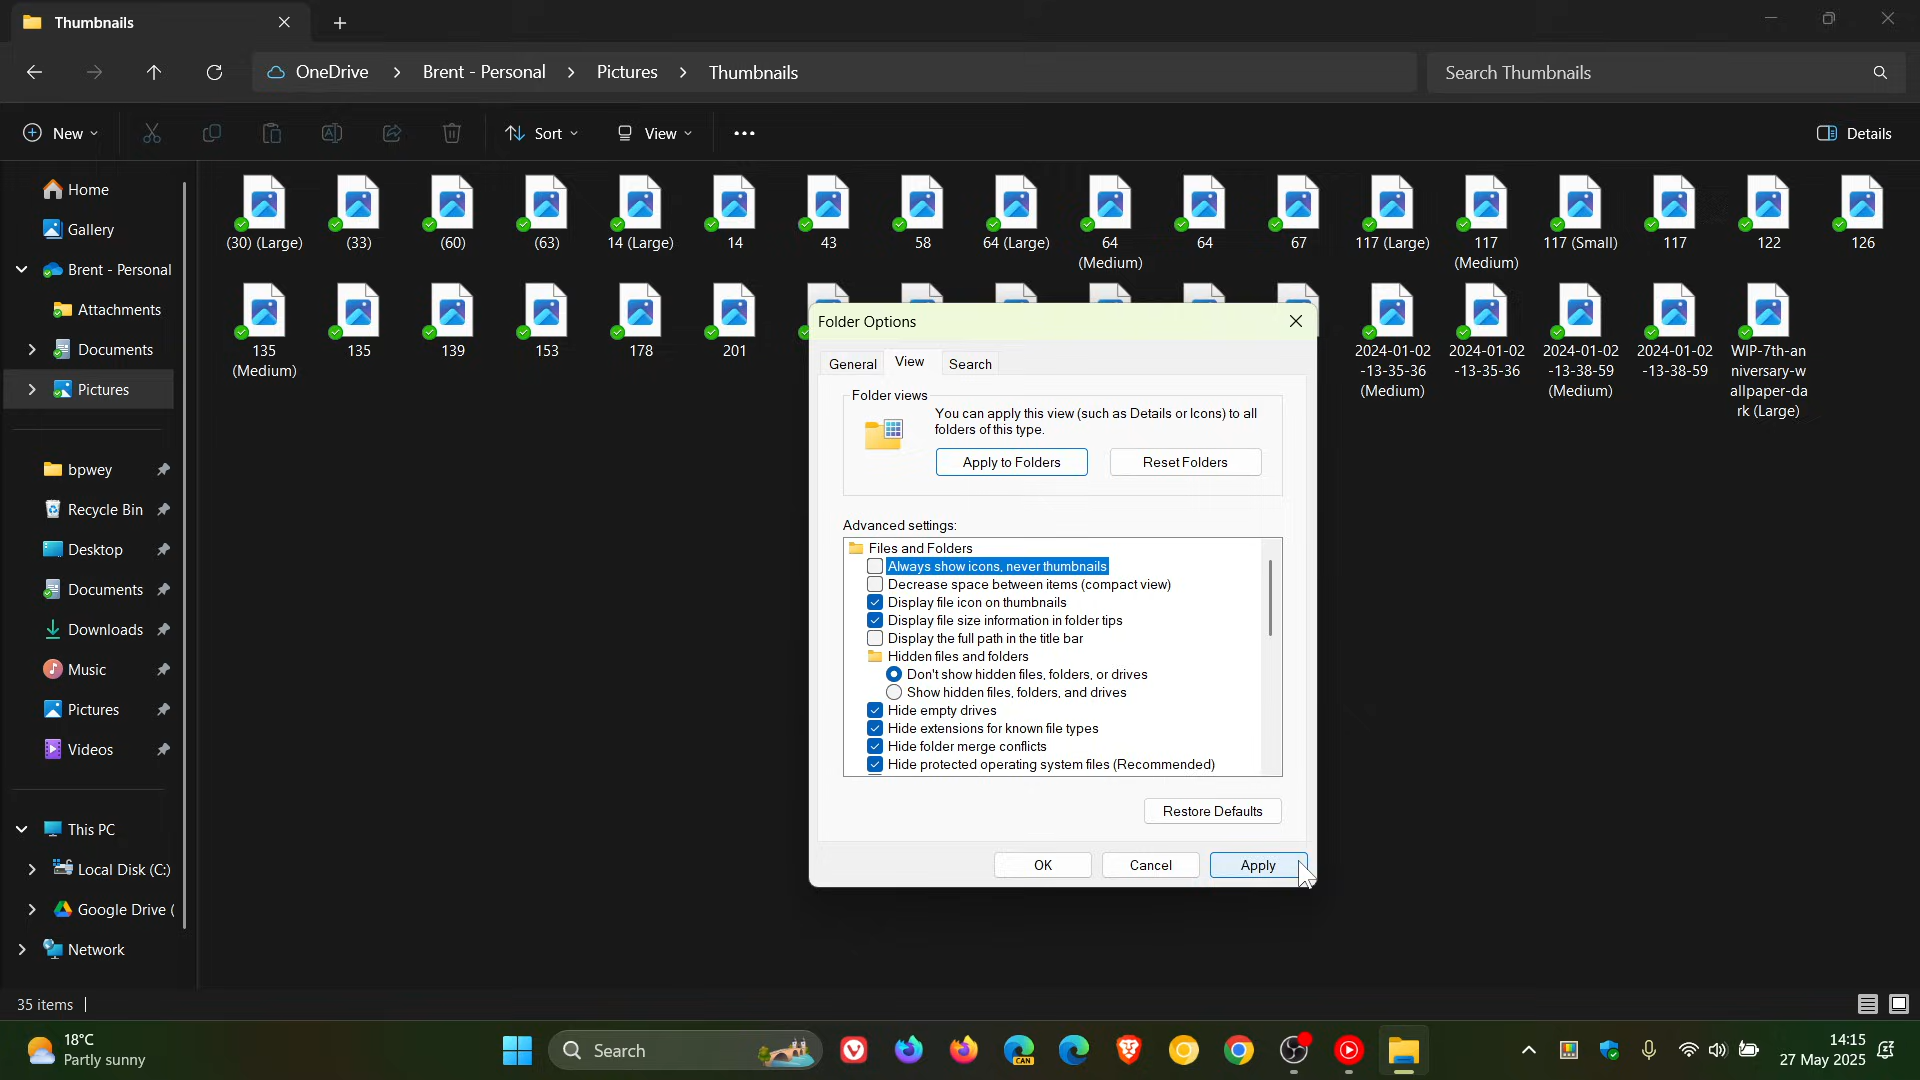 Thumbnails
OneDrive
Brent - Personal
Pictures
Thumbnails
Search Thumbnails
New
Sort
View
Details
Home
Gallery
Brent - Personal
Attachments
Documents
Pictures
bpwey
Recycle Bin
Desktop
Documents
Downloads
Music
Pictures
Videos
This PC
Local Disk (C:)
Google Drive (
Network
(30) (Large)
(33)
(60)
(63)
14 (Large)
14
43
58
64 (Large)
64
(Medium)
64
67
117 (Large)
117
(Medium)
117 (Small)
117
122
126
135
(Medium)
135
139
153
178
201
2024-01-02
-13-35-36
(Medium)
2024-01-02
-13-35-36
2024-01-02
-13-38-59
(Medium)
2024-01-02
-13-38-59
WIP-7th-an
niversary-w
allpaper-da
rk (Large)
Folder Options
General
View
Search
Folder views
You can apply this view (such as Details or Icons) to all
folders of this type.
Apply to Folders
Reset Folders
Advanced settings:
Files and Folders
Always show icons, never thumbnails
Decrease space between items (compact view)
Display file icon on thumbnails
Display file size information in folder tips
Display the full path in the title bar
Hidden files and folders
Don't show hidden files, folders, or drives
Show hidden files, folders, and drives
Hide empty drives
Hide extensions for known file types
Hide folder merge conflicts
Hide protected operating system files (Recommended)
Restore Defaults
OK
Cancel
Apply
35 items
18°C
Partly sunny
Search
CAN
14:15
27 May 2025